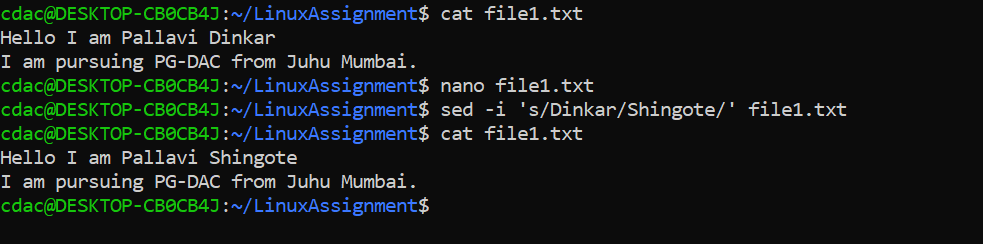 cdac@DESKTOP-CB0CB4J:~/LinuxAssignment$ cat file1.txt
Hello I am Pallavi Dinkar
I am pursuing PG-DAC from Juhu Mumbai.
cdac@DESKTOP-CB0CB4J:~/LinuxAssignment$ nano file1.txt
cdac@DESKTOP-CB0CB4J:~/LinuxAssignment$ sed -i 's/Dinkar/Shingote/' file1.txt
cdac@DESKTOP-CB0CB4J:~/LinuxAssignment$ cat file1.txt
Hello I am Pallavi Shingote
I am pursuing PG-DAC from Juhu Mumbai.
cdac@DESKTOP-CB0CB4J:~/LinuxAssignment$